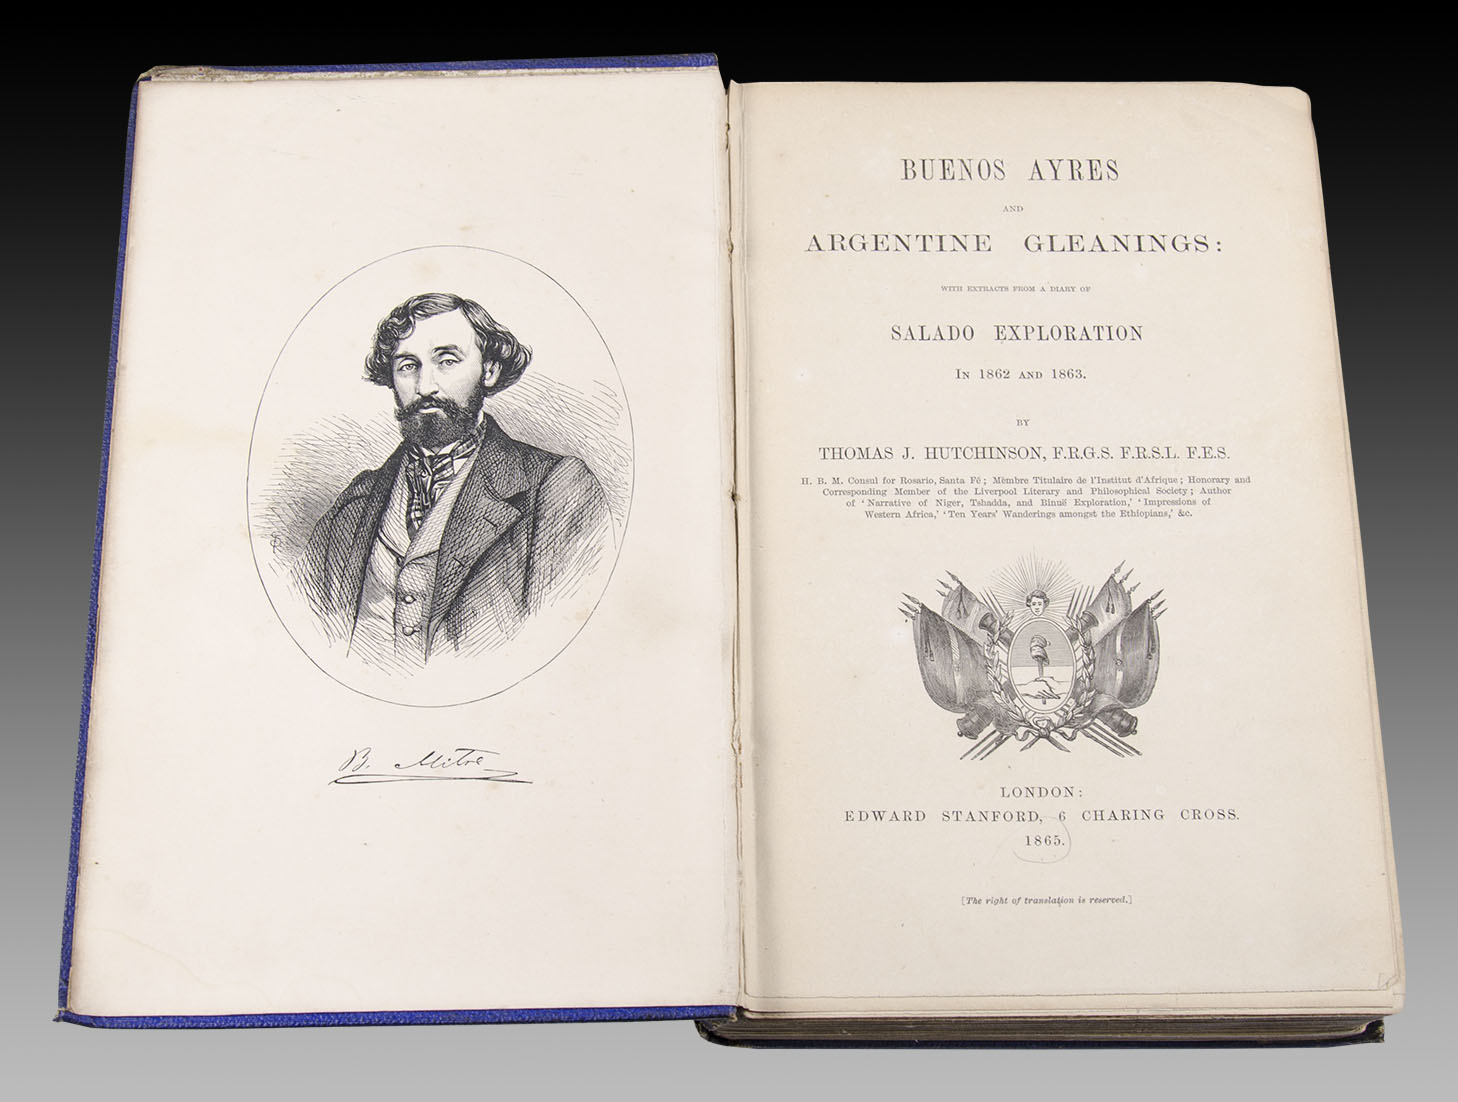 B. Mitre
BUENOS AYRES
AND
ARGENTINE GLEANINGS:
WITH EXTRACTS FROM A DIARY OF
SALADO EXPLORATION
IN 1862 AND 1863.
BY
THOMAS J. HUTCHINSON, F.R.G.S. F.R.S.L. F.E.S.
H. B. M. Consul for Rosario, Santa Fé; Mêmbre Titulaire de l'Institut d'Afrique; Honorary and
Corresponding Member of the Liverpool Literary and Philosophical Society; Author
of 'Narrative of Niger, Tshadda, and Binuë Exploration,' 'Impressions of
Western Africa,' 'Ten Years' Wanderings amongst the Ethiopians,' &c.
LONDON:
EDWARD STANFORD, 6 CHARING CROSS.
1865.
[The right of translation is reserved.]